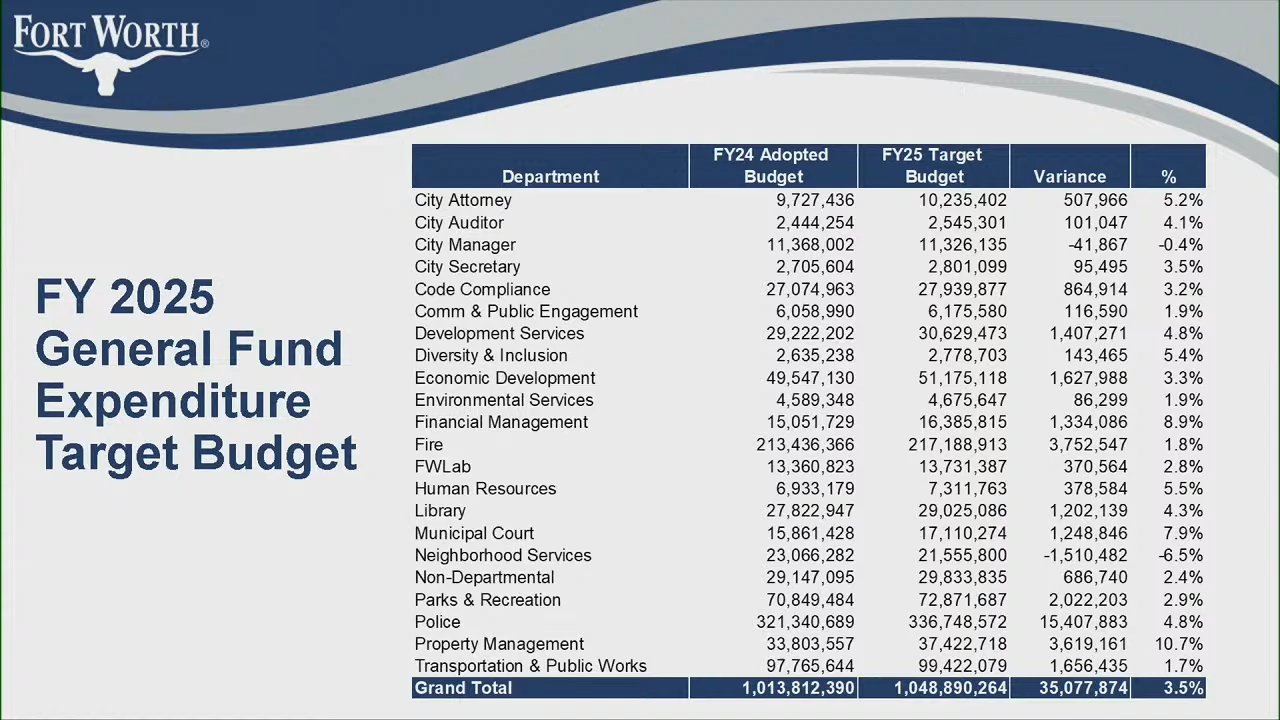 FORT WORTH®
FY 2025
General Fund
Expenditure
Target Budget
Department FY24 Adopted Budget FY25 Target Budget Variance %
City Attorney 9,727,436 10,235,402 507,966 5.2%
City Auditor 2,444,254 2,545,301 101,047 4.1%
City Manager 11,368,002 11,326,135 -41,867 -0.4%
City Secretary 2,705,604 2,801,099 95,495 3.5%
Code Compliance 27,074,963 27,939,877 864,914 3.2%
Comm & Public Engagement 6,058,990 6,175,580 116,590 1.9%
Development Services 29,222,202 30,629,473 1,407,271 4.8%
Diversity & Inclusion 2,635,238 2,778,703 143,465 5.4%
Economic Development 49,547,130 51,175,118 1,627,988 3.3%
Environmental Services 4,589,348 4,675,647 86,299 1.9%
Financial Management 15,051,729 16,385,815 1,334,086 8.9%
Fire 213,436,366 217,188,913 3,752,547 1.8%
FWLab 13,360,823 13,731,387 370,564 2.8%
Human Resources 6,933,179 7,311,763 378,584 5.5%
Library 27,822,947 29,025,086 1,202,139 4.3%
Municipal Court 15,861,428 17,110,274 1,248,846 7.9%
Neighborhood Services 23,066,282 21,555,800 -1,510,482 -6.5%
Non-Departmental 29,147,095 29,833,835 686,740 2.4%
Parks & Recreation 70,849,484 72,871,687 2,022,203 2.9%
Police 321,340,689 336,748,572 15,407,883 4.8%
Property Management 33,803,557 37,422,718 3,619,161 10.7%
Transportation & Public Works 97,765,644 99,422,079 1,656,435 1.7%
Grand Total 1,013,812,390 1,048,890,264 35,077,874 3.5%